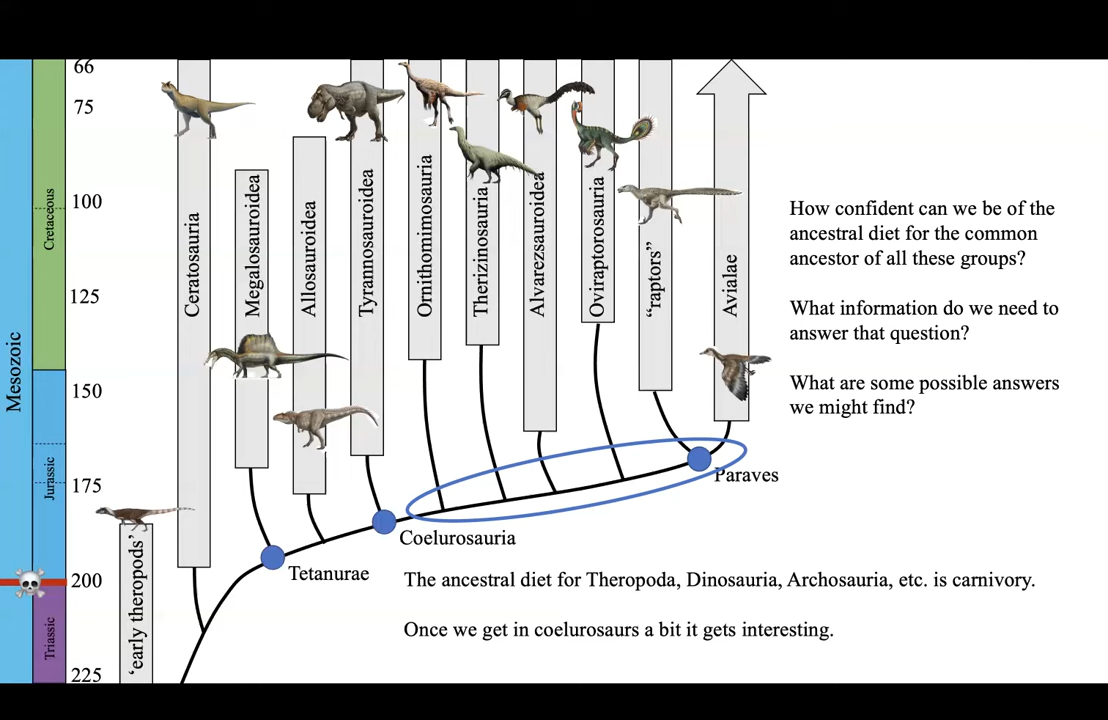 Mesozoic
Cretaceous
Jurassic
Triassic
66
75
100
125
150
175
200
225
'early theropods'
Ceratosauria
Megalosauroidea
Allosauroidea
Tyrannosauroidea
Ornithomimosauria
Therizinosauria
Alvarezsauroidea
Oviraptorosauria
“raptors”
Avialae
Paraves
Coelurosauria
Tetanurae
How confident can we be of the
ancestral diet for the common
ancestor of all these groups?
What information do we need to
answer that question?
What are some possible answers
we might find?
The ancestral diet for Theropoda, Dinosauria, Archosauria, etc. is carnivory.
Once we get in coelurosaurs a bit it gets interesting.